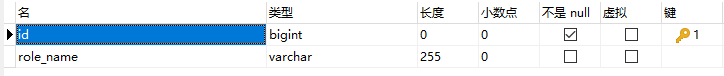 名 类型 长度 小数点 不是 null 虚拟 键
id bigint 0 0 1
role_name varchar 255 0